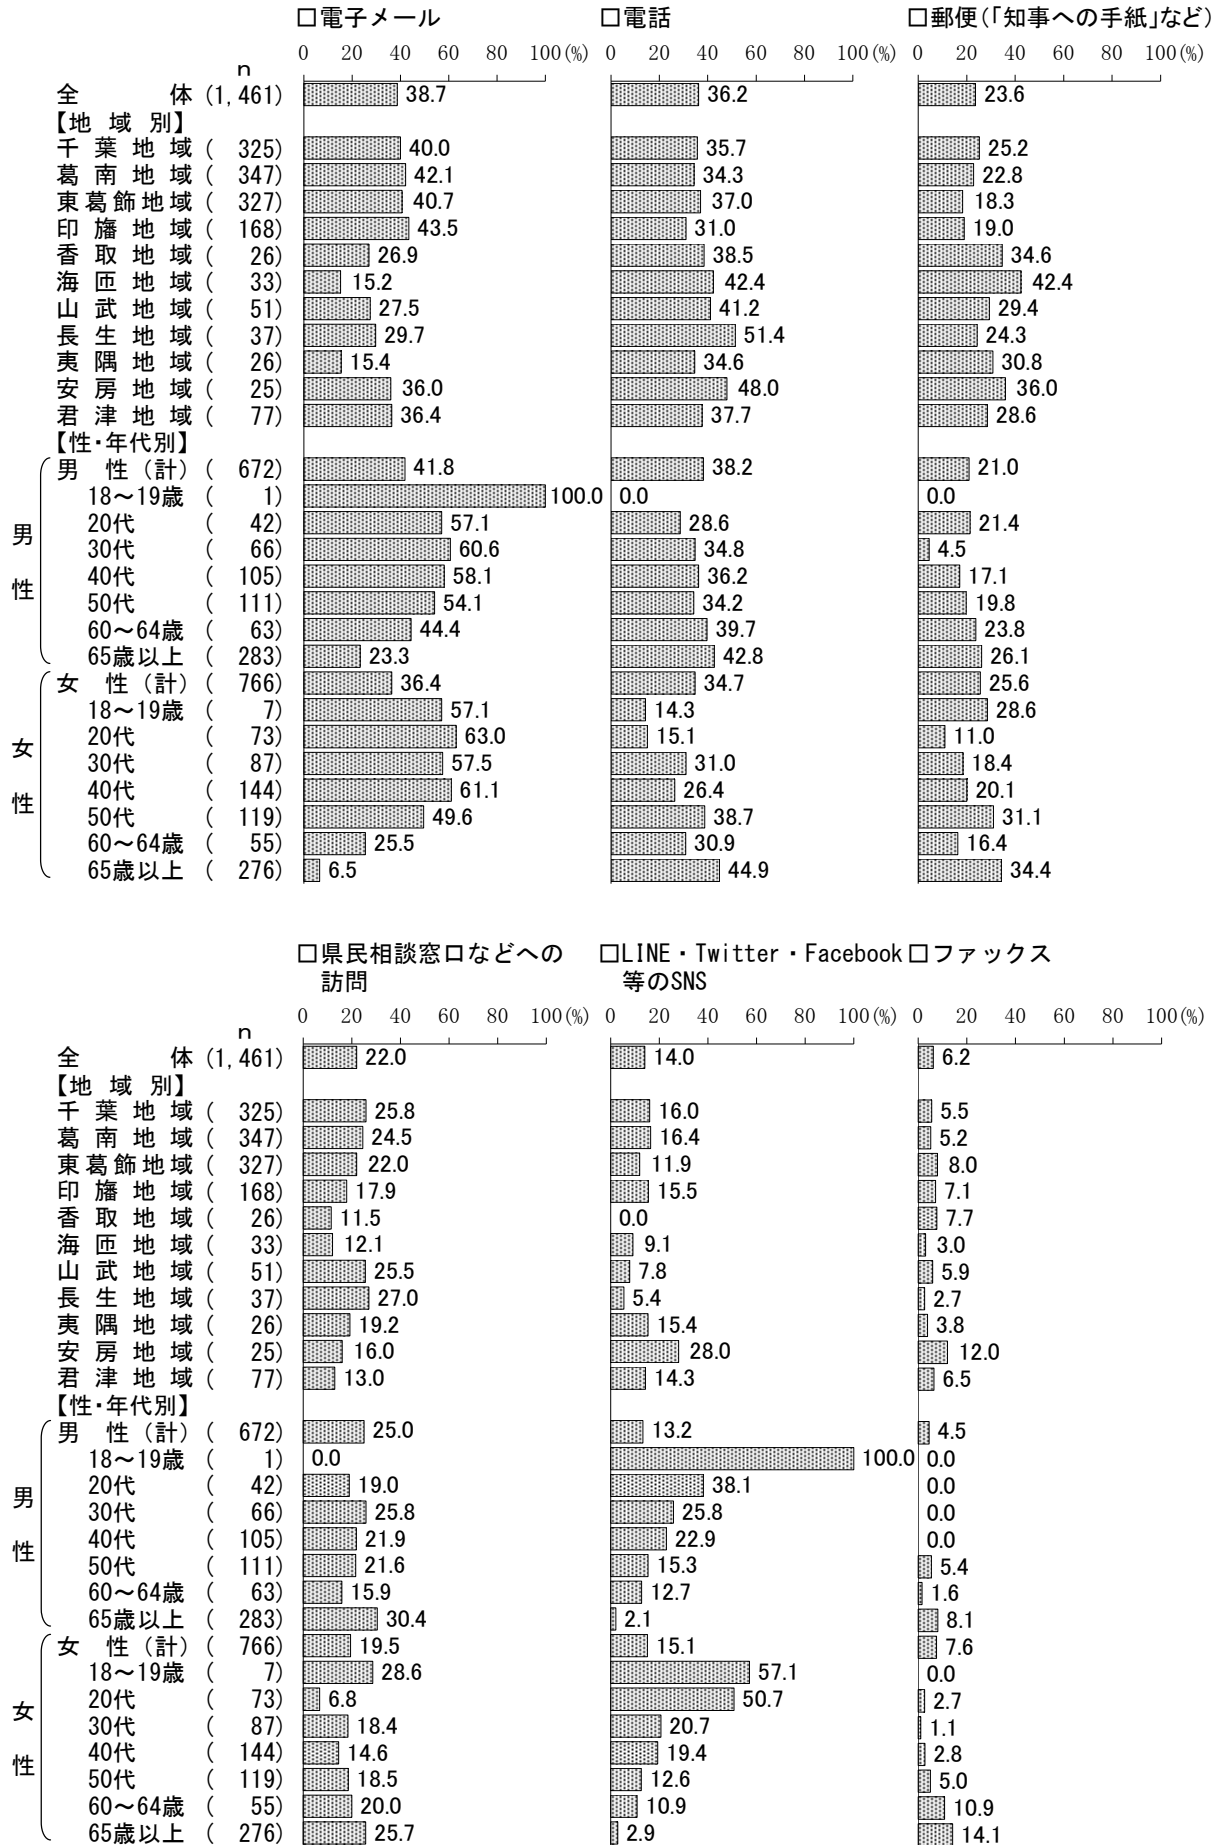 □電子メール □電話 □郵便(「知事への手紙」など)
0 20 40 60 80 100(%) 0 20 40 60 80 100(%) 0 20 40 60 80 100(%)
n
全体 (1,461) 38.7 36.2 23.6
【地域別】
千葉地域 ( 325) 40.0 35.7 25.2
葛南地域 ( 347) 42.1 34.3 22.8
東葛飾地域 ( 327) 40.7 37.0 18.3
印旛地域 ( 168) 43.5 31.0 19.0
香取地域 ( 26) 26.9 38.5 34.6
海匝地域 ( 33) 15.2 42.4 42.4
山武地域 ( 51) 27.5 41.2 29.4
長生地域 ( 37) 29.7 51.4 24.3
夷隅地域 ( 26) 15.4 34.6 30.8
安房地域 ( 25) 36.0 48.0 36.0
君津地域 ( 77) 36.4 37.7 28.6
【性・年代別】
男性(計) ( 672) 41.8 38.2 21.0
18～19歳 ( 1) 100.0 0.0 0.0
20代 ( 42) 57.1 28.6 21.4
男
30代 ( 66) 60.6 34.8 4.5
40代 ( 105) 58.1 36.2 17.1
性
50代 ( 111) 54.1 34.2 19.8
60～64歳 ( 63) 44.4 39.7 23.8
65歳以上 ( 283) 23.3 42.8 26.1
女性(計) ( 766) 36.4 34.7 25.6
18～19歳 ( 7) 57.1 14.3 28.6
20代 ( 73) 63.0 15.1 11.0
女
30代 ( 87) 57.5 31.0 18.4
40代 ( 144) 61.1 26.4 20.1
性
50代 ( 119) 49.6 38.7 31.1
60～64歳 ( 55) 25.5 30.9 16.4
65歳以上 ( 276) 6.5 44.9 34.4
□県民相談窓口などへの □LINE・Twitter・Facebook □ファックス
訪問 等のSNS
0 20 40 60 80 100(%) 0 20 40 60 80 100(%) 0 20 40 60 80 100(%)
n
全体 (1,461) 22.0 14.0 6.2
【地域別】
千葉地域 ( 325) 25.8 16.0 5.5
葛南地域 ( 347) 24.5 16.4 5.2
東葛飾地域 ( 327) 22.0 11.9 8.0
印旛地域 ( 168) 17.9 15.5 7.1
香取地域 ( 26) 11.5 0.0 7.7
海匝地域 ( 33) 12.1 9.1 3.0
山武地域 ( 51) 25.5 7.8 5.9
長生地域 ( 37) 27.0 5.4 2.7
夷隅地域 ( 26) 19.2 15.4 3.8
安房地域 ( 25) 16.0 28.0 12.0
君津地域 ( 77) 13.0 14.3 6.5
【性・年代別】
男性(計) ( 672) 25.0 13.2 4.5
18～19歳 ( 1) 0.0 100.0 0.0
20代 ( 42) 19.0 38.1 0.0
男
30代 ( 66) 25.8 25.8 0.0
40代 ( 105) 21.9 22.9 0.0
性
50代 ( 111) 21.6 15.3 5.4
60～64歳 ( 63) 15.9 12.7 1.6
65歳以上 ( 283) 30.4 2.1 8.1
女性(計) ( 766) 19.5 15.1 7.6
18～19歳 ( 7) 28.6 57.1 0.0
20代 ( 73) 6.8 50.7 2.7
女
30代 ( 87) 18.4 20.7 1.1
40代 ( 144) 14.6 19.4 2.8
性
50代 ( 119) 18.5 12.6 5.0
60～64歳 ( 55) 20.0 10.9 10.9
65歳以上 ( 276) 25.7 2.9 14.1